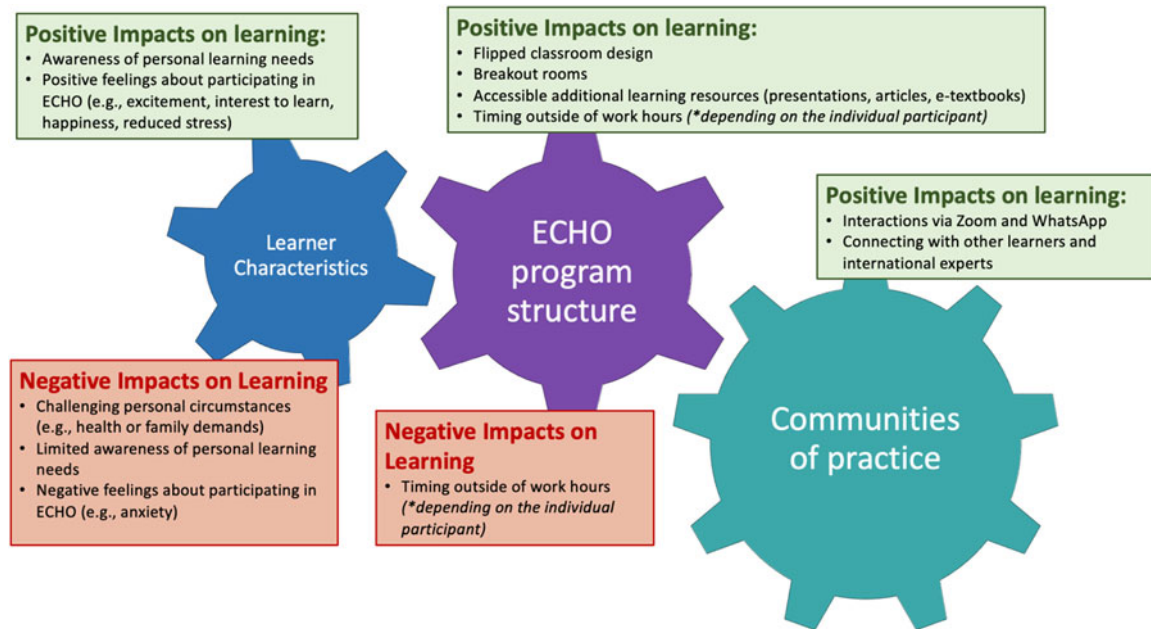 Positive Impacts on learning:
• Awareness of personal learning needs
• Positive feelings about participating in
ECHO (e.g., excitement, interest to learn,
happiness, reduced stress)
Positive Impacts on learning:
• Flipped classroom design
• Breakout rooms
• Accessible additional learning resources (presentations, articles, e-textbooks)
• Timing outside of work hours (*depending on the individual participant)
Positive Impacts on learning:
• Interactions via Zoom and WhatsApp
• Connecting with other learners and
international experts
Learner
Characteristics
ECHO
program
structure
Communities
of practice
Negative Impacts on Learning
• Challenging personal circumstances
(e.g., health or family demands)
• Limited awareness of personal learning
needs
• Negative feelings about participating in
ECHO (e.g., anxiety)
Negative Impacts on
Learning
• Timing outside of work hours
(*depending on the individual
participant)